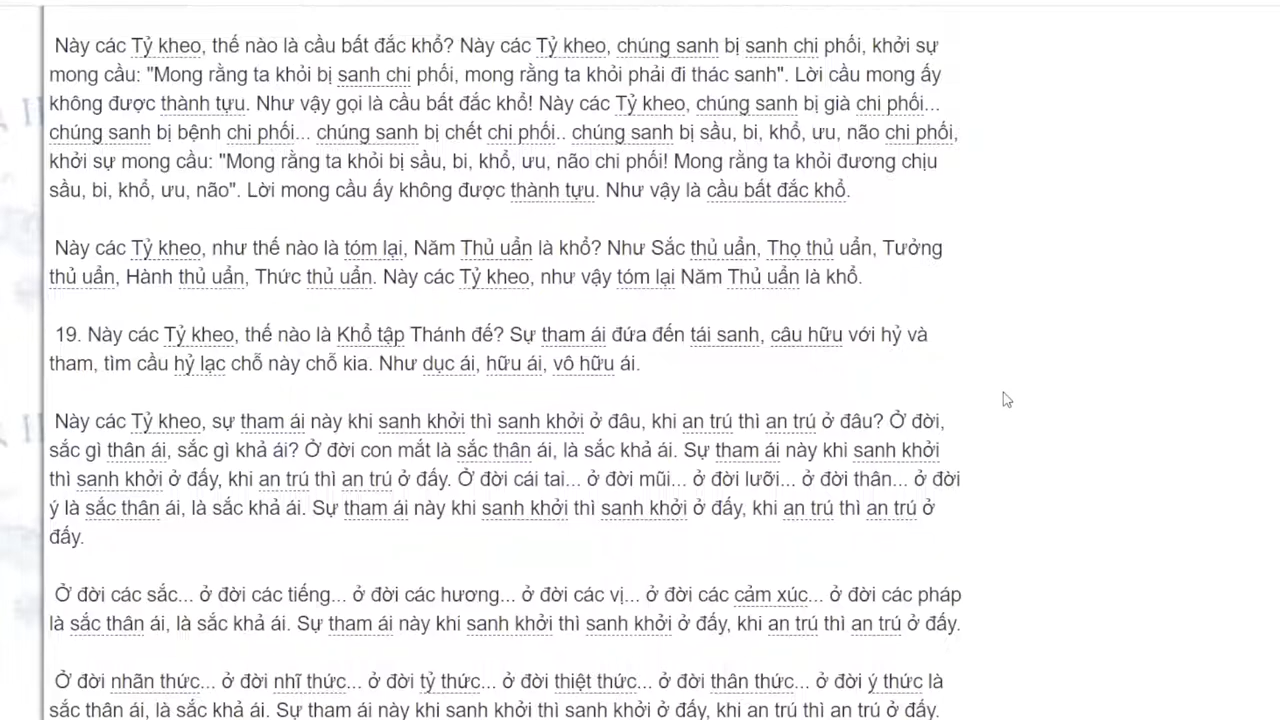 Này các Tỷ kheo, thế nào là cầu bất đắc khổ? Này các Tỷ kheo, chúng sanh bị sanh chi phối, khởi sự
mong cầu: "Mong rằng ta khỏi bị sanh chi phối, mong rằng ta khỏi phải đi thác sanh". Lời cầu mong ấy
không được thành tựu. Như vậy gọi là cầu bất đắc khổ! Này các Tỷ kheo, chúng sanh bị già chi phối...
chúng sanh bị bệnh chi phối... chúng sanh bị chết chi phối.. chúng sanh bị sầu, bi, khổ, ưu, não chi phối,
khởi sự mong cầu: "Mong rằng ta khỏi bị sầu, bi, khổ, ưu, não chi phối! Mong rằng ta khỏi đương chịu
sầu, bi, khổ, ưu, não". Lời mong cầu ấy không được thành tựu. Như vậy là cầu bất đắc khổ.
Này các Tỷ kheo, như thế nào là tóm lại, Năm Thủ uẩn là khổ? Như Sắc thủ uẩn, Thọ thủ uẩn, Tưởng
thủ uẩn, Hành thủ uẩn, Thức thủ uẩn. Này các Tỷ kheo, như vậy tóm lại Năm Thủ uẩn là khổ.
19. Này các Tỷ kheo, thế nào là Khổ tập Thánh đế? Sự tham ái đứa đến tái sanh, câu hữu với hỷ và
tham, tìm cầu hỷ lạc chỗ này chỗ kia. Như dục ái, hữu ái, vô hữu ái.
Này các Tỷ kheo, sự tham ái này khi sanh khởi thì sanh khởi ở đâu, khi an trú thì an trú ở đâu? Ở đời,
sắc gì thân ái, sắc gì khả ái? Ở đời con mắt là sắc thân ái, là sắc khả ái. Sự tham ái này khi sanh khởi
thì sanh khởi ở đấy, khi an trú thì an trú ở đấy. Ở đời cái tai... ở đời mũi... ở đời lưỡi... ở đời thân... ở đời
ý là sắc thân ái, là sắc khả ái. Sự tham ái này khi sanh khởi thì sanh khởi ở đấy, khi an trú thì an trú ở
đấy.
Ở đời các sắc... ở đời các tiếng... ở đời các hương... ở đời các vị... ở đời các cảm xúc... ở đời các pháp
là sắc thân ái, là sắc khả ái. Sự tham ái này khi sanh khởi thì sanh khởi ở đấy, khi an trú thì an trú ở đấy.
Ở đời nhãn thức... ở đời nhĩ thức... ở đời tỷ thức... ở đời thiệt thức... ở đời thân thức... ở đời ý thức là
sắc thân ái, là sắc khả ái. Sự tham ái này khi sanh khởi thì sanh khởi ở đấy, khi an trú thì an trú ở đấy.